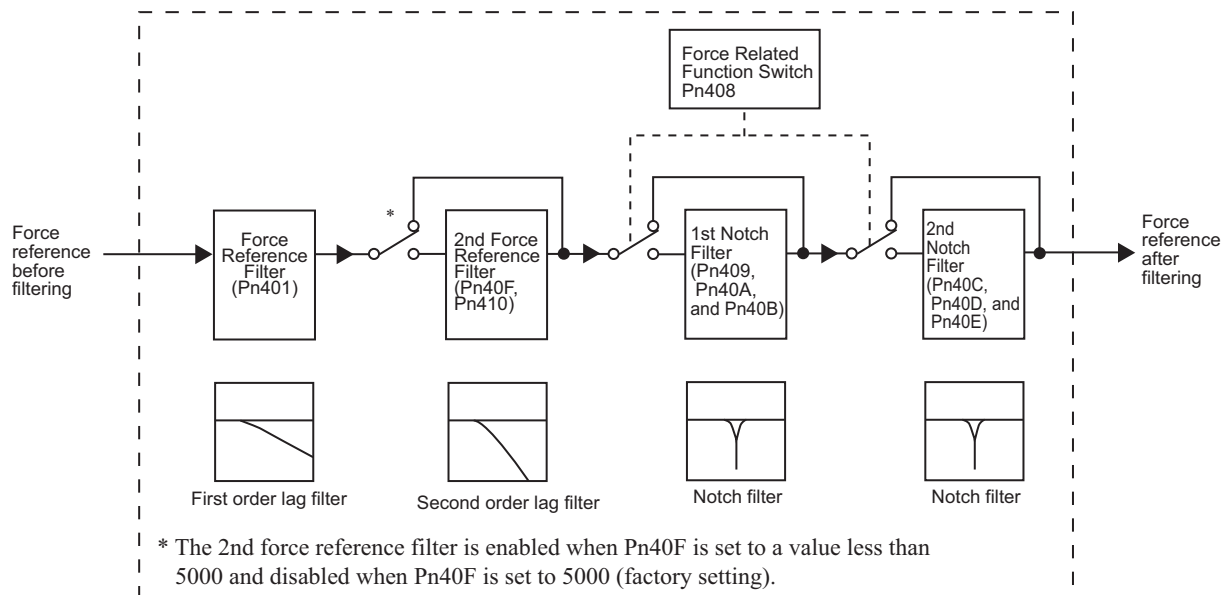 Force Related
Function Switch
Pn408
Force
reference
before
filtering
Force
Reference
Filter
(Pn401)
*
2nd Force
Reference
Filter
(Pn40F,
Pn410)
1st Notch
Filter
(Pn409,
Pn40A,
and Pn40B)
2nd
Notch
Filter
(Pn40C,
Pn40D, and
Pn40E)
Force
reference
after
filtering
First order lag filter
Second order lag filter
Notch filter
Notch filter
* The 2nd force reference filter is enabled when Pn40F is set to a value less than
5000 and disabled when Pn40F is set to 5000 (factory setting).